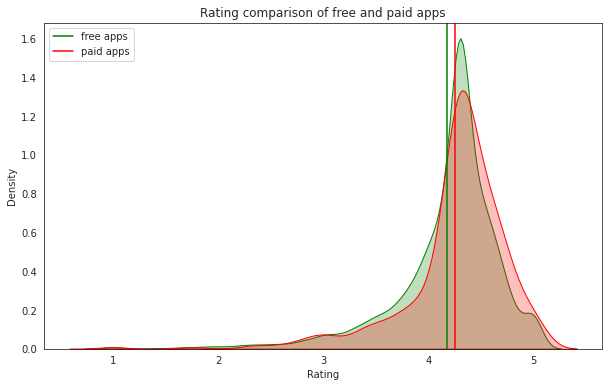 Rating comparison of free and paid apps
free apps
paid apps
Density
1.6
1.4
1.2
1.0
0.8
0.6
0.4
0.2
0.0
1 2 3 4 5
Rating